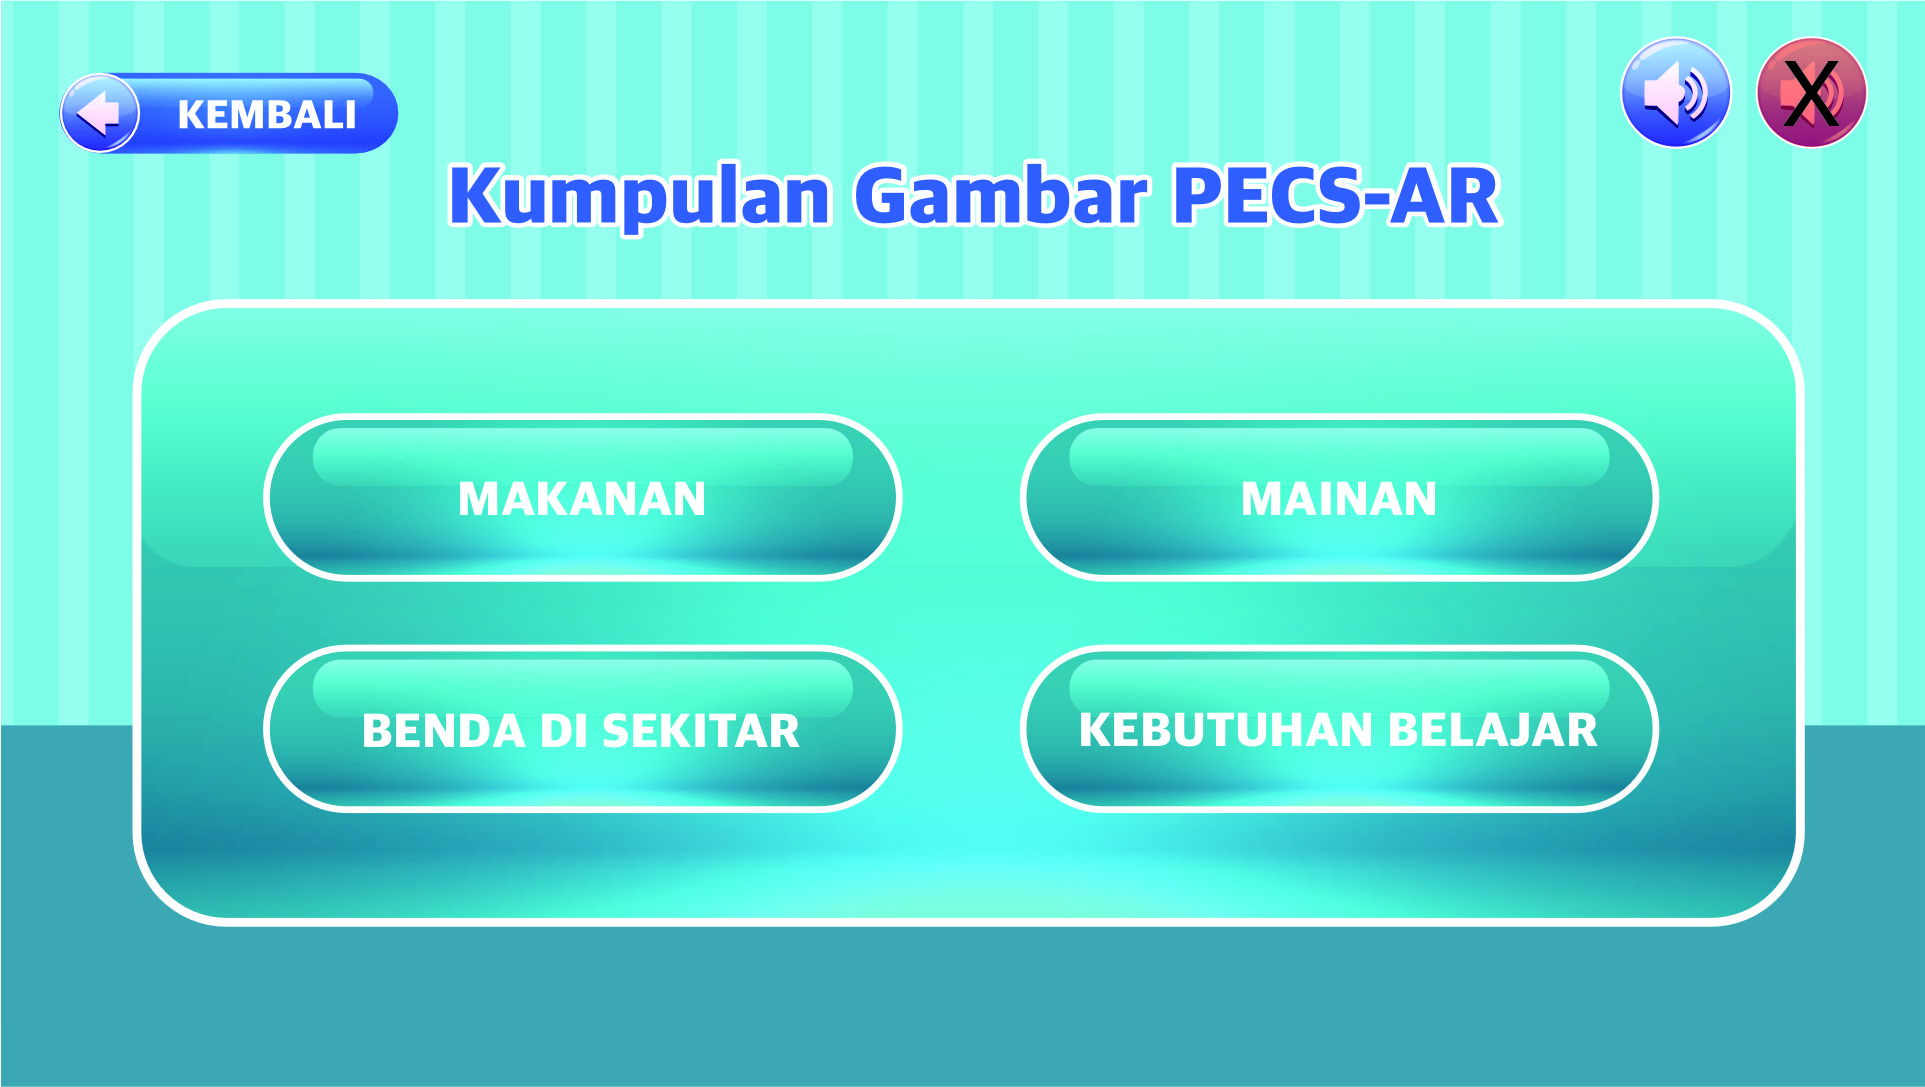 KEMBALI
X
Kumpulan Gambar PECS-AR
MAKANAN
MAINAN
BENDA DI SEKITAR
KEBUTUHAN BELAJAR